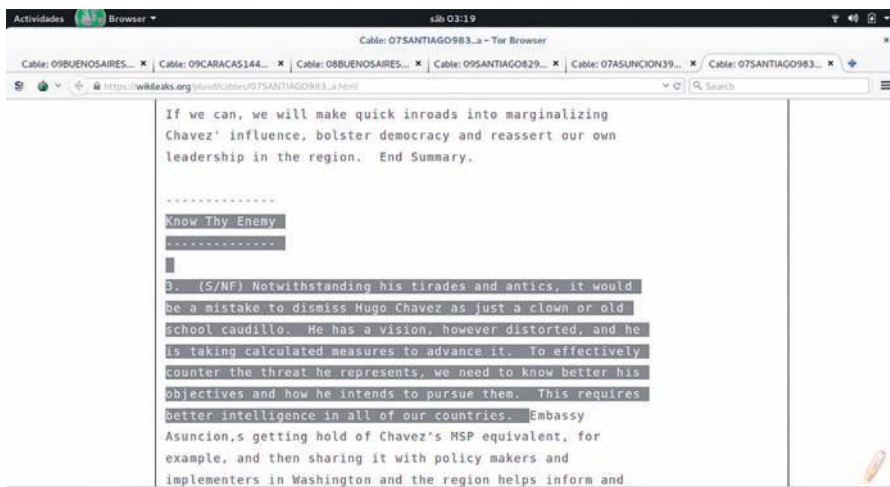 Actividades Browser sáb 03:19
Cable: 07SANTIAGO983_a - Tor Browser
Cable: 09BUENOSAIRES... × Cable: 09CARACAS144... × Cable: 08BUENOSAIRES... × Cable: 09SANTIAGO829... × Cable: 07ASUNCION39... × Cable: 07SANTIAGO983... ×
https://wikileaks.org/plusd/cables/07SANTIAGO983_a.html Search
If we can, we will make quick inroads into marginalizing
Chavez' influence, bolster democracy and reassert our own
leadership in the region. End Summary.
--------------
Know Thy Enemy
--------------
3. (S/NF) Notwithstanding his tirades and antics, it would
be a mistake to dismiss Hugo Chavez as just a clown or old
school caudillo. He has a vision, however distorted, and he
is taking calculated measures to advance it. To effectively
counter the threat he represents, we need to know better his
objectives and how he intends to pursue them. This requires
better intelligence in all of our countries. Embassy
Asuncion,s getting hold of Chavez's MSP equivalent, for
example, and then sharing it with policy makers and
implementers in Washington and the region helps inform and